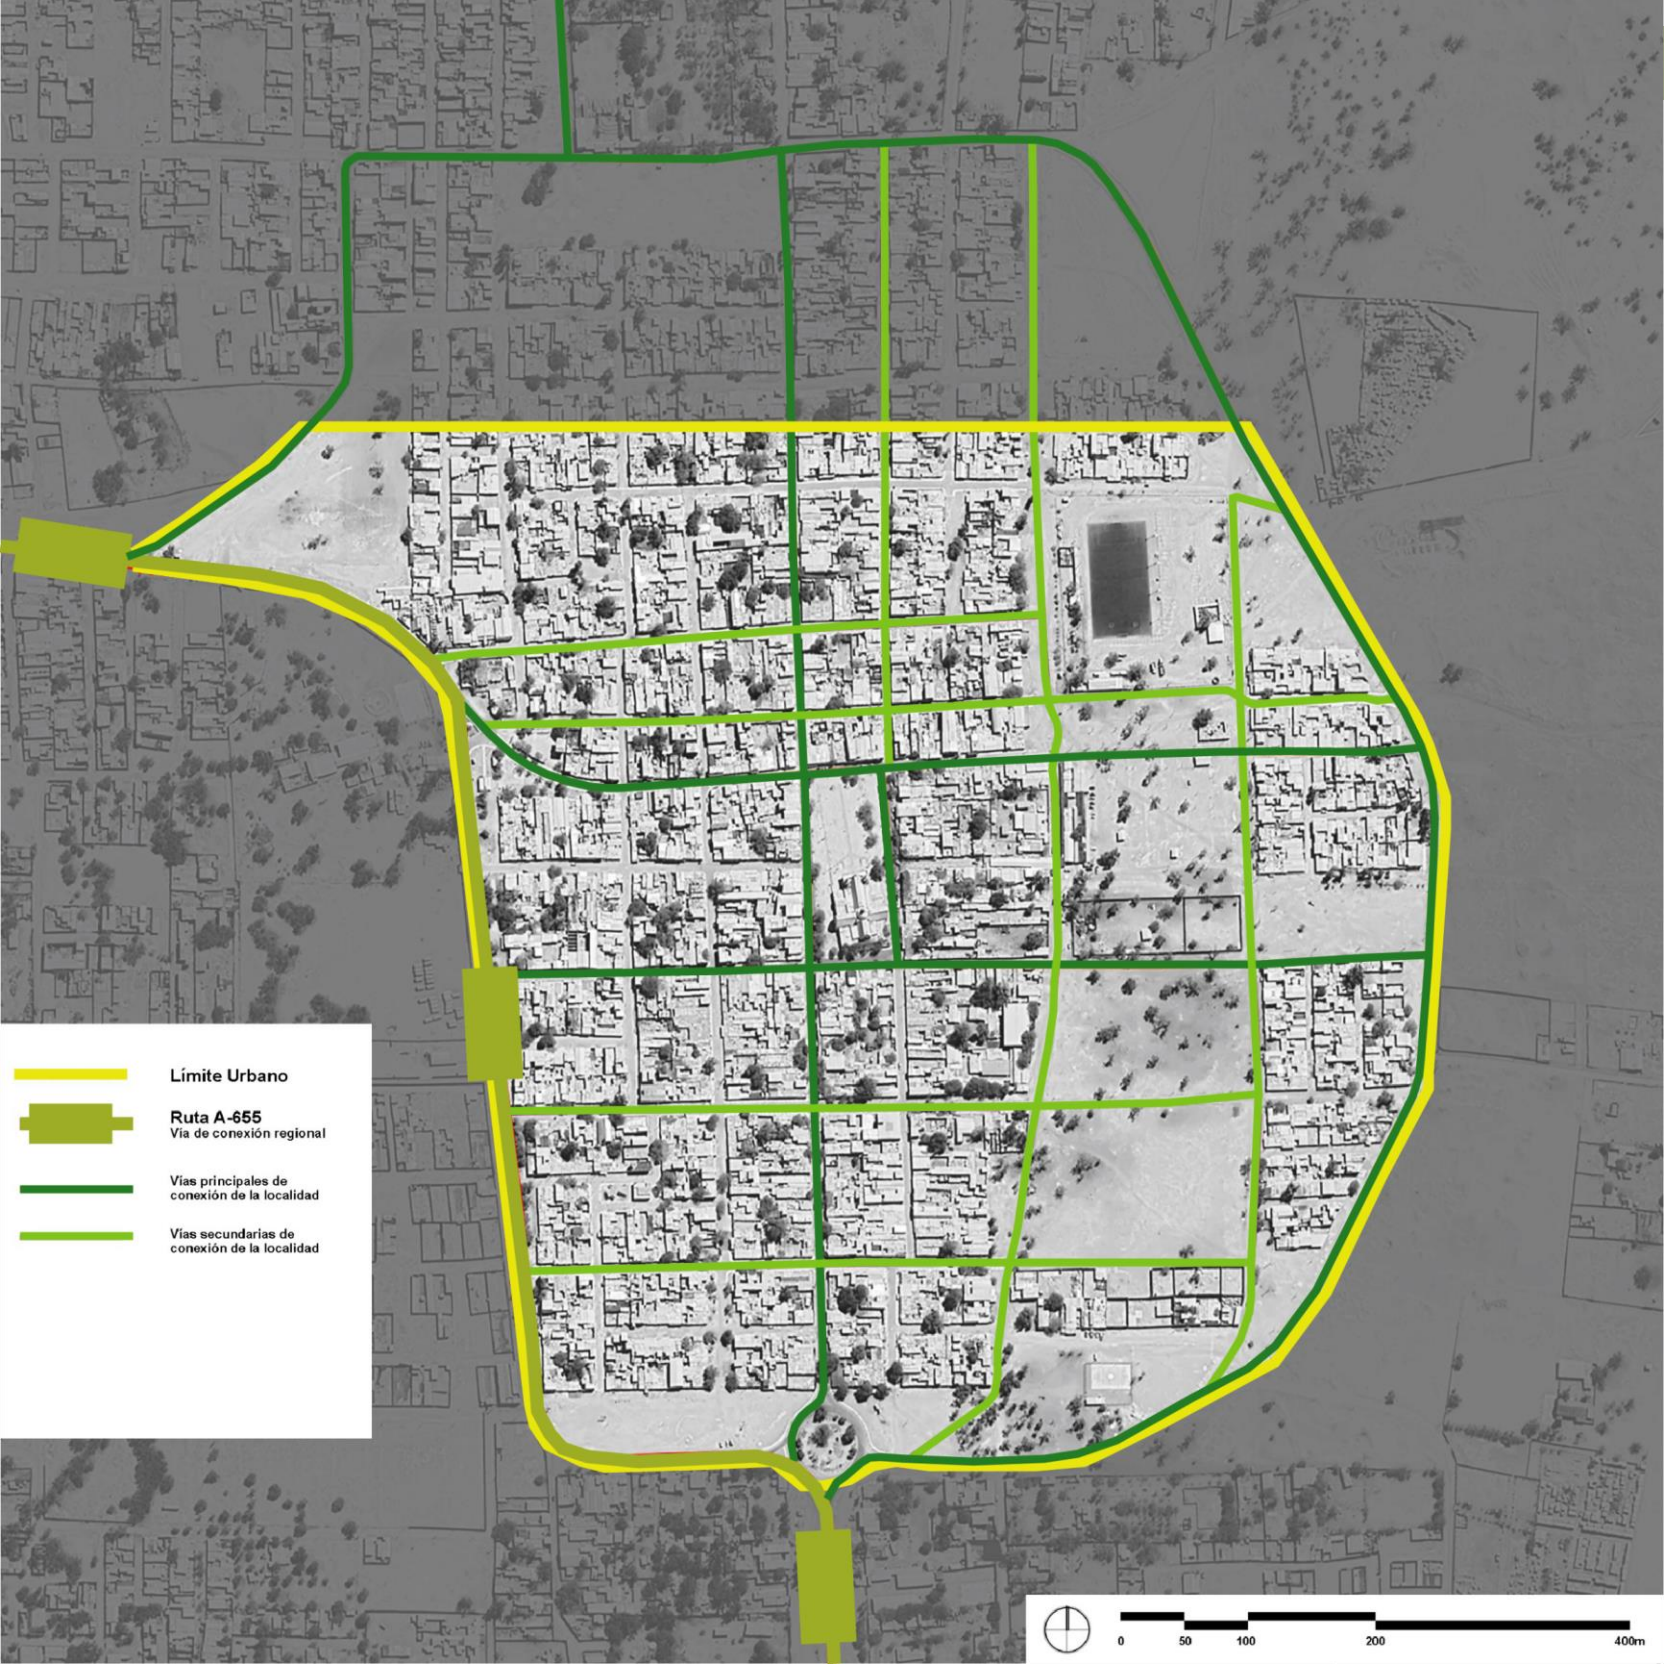 Límite Urbano
Ruta A-655
Vía de conexión regional
Vías principales de
conexión de la localidad
Vías secundarias de
conexión de la localidad
0 50 100 200 400m